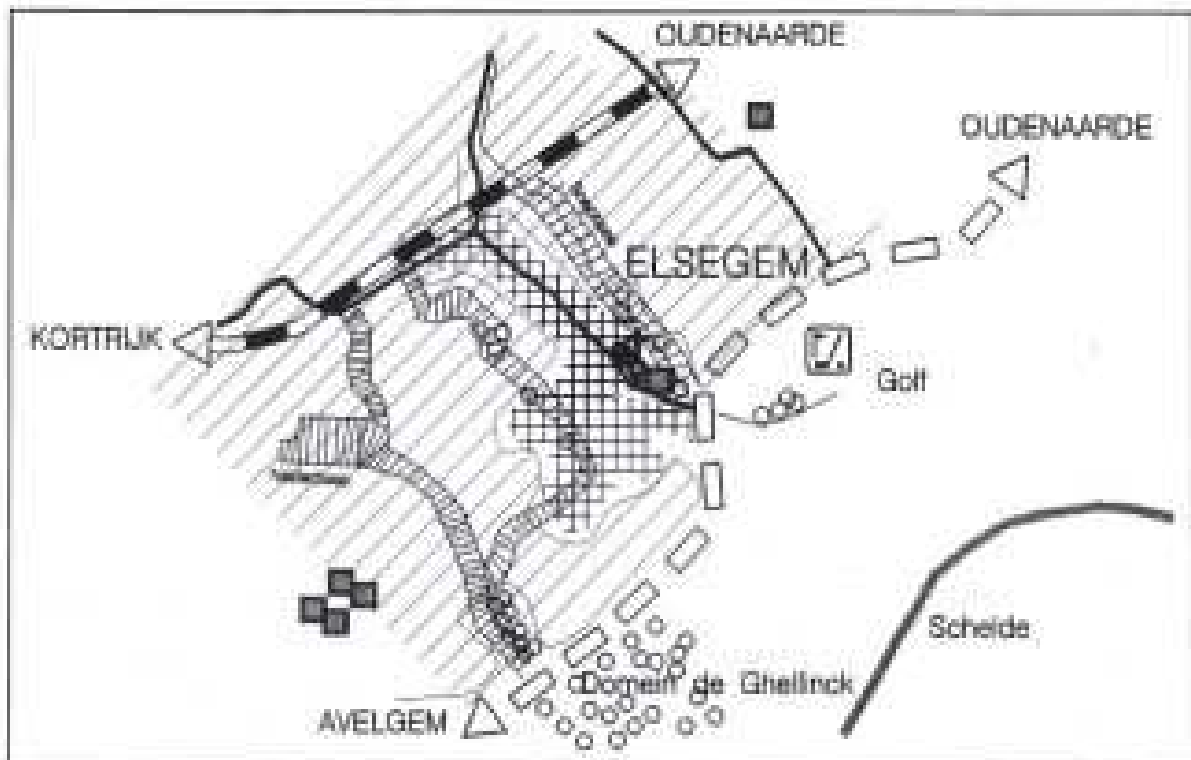 OUDENAARDE
OUDENAARDE
ELSEGEM
KORTRIJK
Golf
Schelde
Domein de Ghellinck
AVELGEM